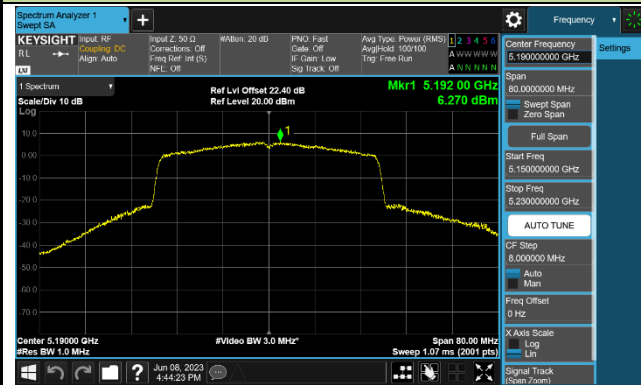 Spectrum Analyzer 1
Swept SA
Frequency
KEYSIGHT
RL
Input: RF
Coupling: DC
Align: Auto
Input Z: 50 Ω
Corrections: Off
Freq Ref: Int (S)
NFE: Off
#Atten: 20 dB
PNO: Fast
Gate: Off
IF Gain: Low
Sig Track: Off
Avg Type: Power (RMS)
Avg|Hold: 100/100
Trig: Free Run
1 2 3 4 5 6
A W W W W W
A N N N N N
1 Spectrum
Scale/Div 10 dB
Ref Lvl Offset 22.40 dB
Ref Level 20.00 dBm
Mkr1 5.192 00 GHz
6.270 dBm
Log
1
10.0
0.00
-10.0
-20.0
-30.0
-40.0
-50.0
-60.0
-70.0
Center 5.19000 GHz
#Res BW 1.0 MHz
#Video BW 3.0 MHz*
Span 80.00 MHz
Sweep 1.07 ms (2001 pts)
Jun 08, 2023
4:44:23 PM
Center Frequency
5.190000000 GHz
Settings
Span
80.0000000 MHz
Swept Span
Zero Span
Full Span
Start Freq
5.150000000 GHz
Stop Freq
5.230000000 GHz
AUTO TUNE
CF Step
8.000000 MHz
Auto
Man
Freq Offset
0 Hz
X Axis Scale
Log
Lin
Signal Track
(Span Zoom)